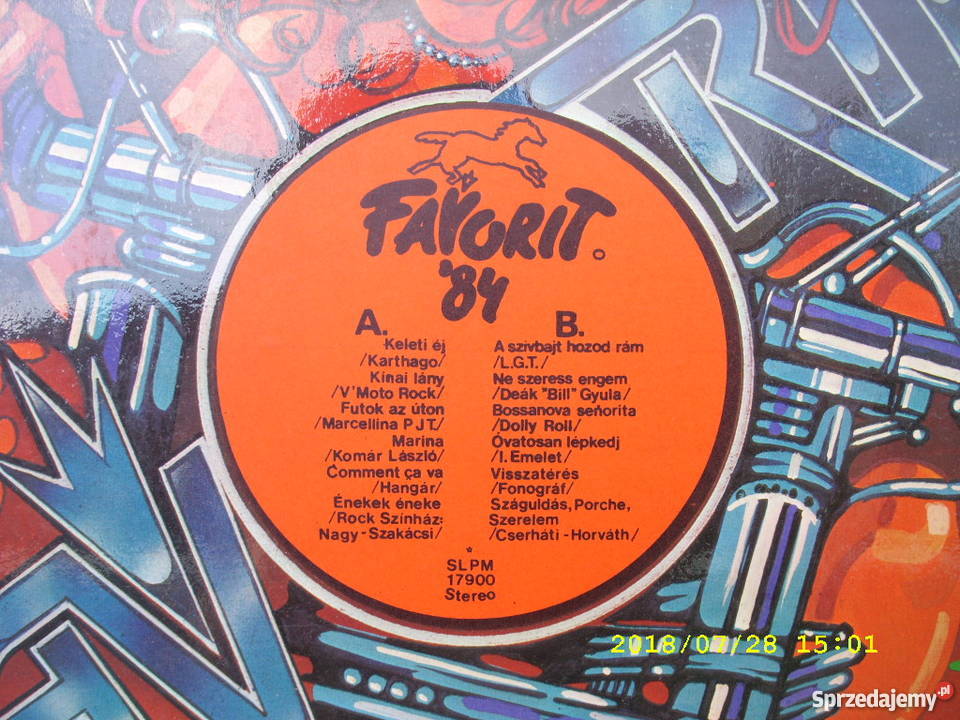 FAVORIT.
'84
A.
Keleti éj
/Karthago/
Kínai lány
/V'Moto Rock/
Futok az úton
/Marcellina P.J.T./
Marina
/Komár László/
Comment ça va
/Hangár/
Énekek éneke
/Rock Színház:
Nagy-Szakácsi/
B.
A szívbajt hozod rám
/L.G.T./
Ne szeress engem
/Deák "Bill" Gyula/
Bossanova señorita
/Dolly Roll/
Óvatosan lépkedj
/I. Emelet/
Visszatérés
/Fonográf/
Száguldás, Porche,
Szerelem
/Cserháti-Horváth/
*
SLPM
17900
Stereo
2018/07/28 15:01
Sprzedajemy.pl